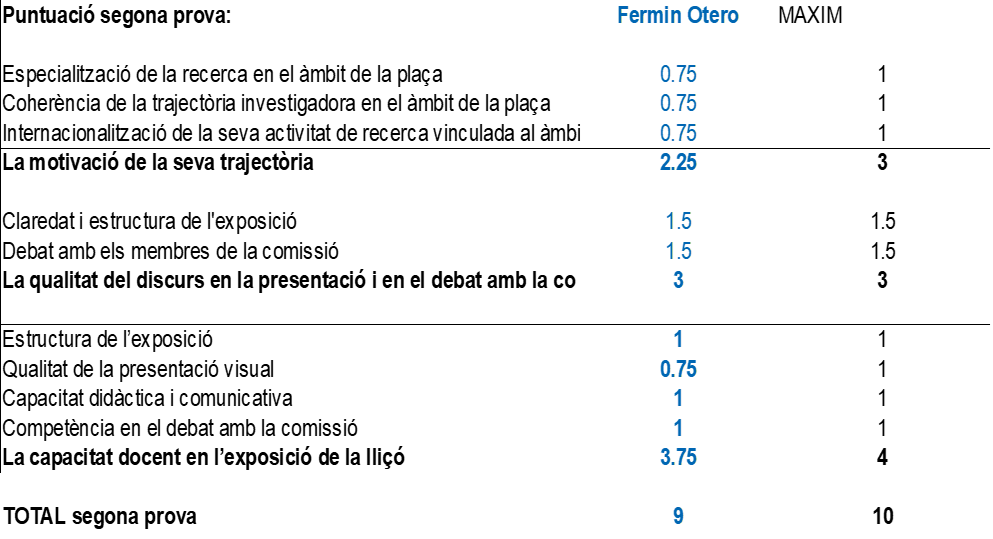 Puntuació segona prova: Fermin Otero MAXIM
Especialització de la recerca en el àmbit de la plaça 0.75 1
Coherència de la trajectòria investigadora en el àmbit de la plaça 0.75 1
Internacionalització de la seva activitat de recerca vinculada al àmbi 0.75 1
La motivació de la seva trajectòria 2.25 3
Claredat i estructura de l'exposició 1.5 1.5
Debat amb els membres de la comissió 1.5 1.5
La qualitat del discurs en la presentació i en el debat amb la co 3 3
Estructura de l’exposició 1 1
Qualitat de la presentació visual 0.75 1
Capacitat didàctica i comunicativa 1 1
Competència en el debat amb la comissió 1 1
La capacitat docent en l’exposició de la lliçó 3.75 4
TOTAL segona prova 9 10